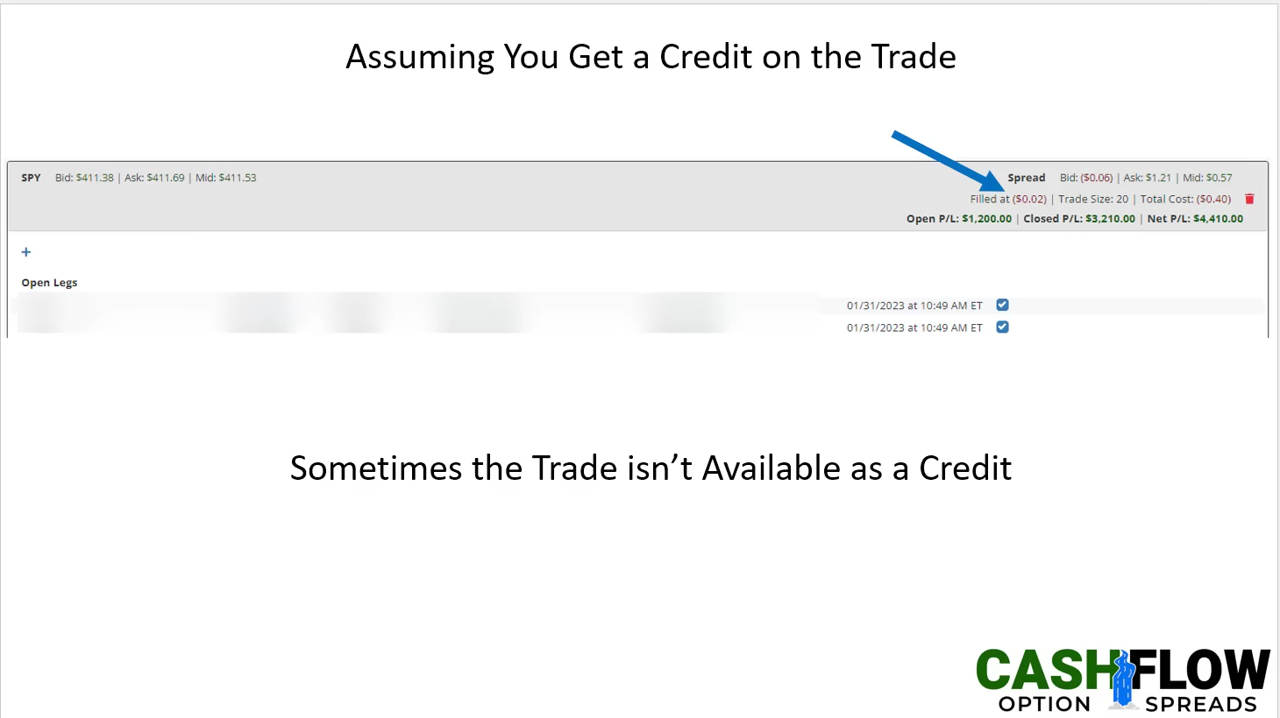 Assuming You Get a Credit on the Trade
SPY Bid: $411.38 | Ask: $411.69 | Mid: $411.53
Spread Bid: ($0.06) | Ask: $1.21 | Mid: $0.57
Filled at ($0.02) | Trade Size: 20 | Total Cost: ($0.40)
Open P/L: $1,200.00 | Closed P/L: $3,210.00 | Net P/L: $4,410.00
+
Open Legs
01/31/2023 at 10:49 AM ET
01/31/2023 at 10:49 AM ET
Sometimes the Trade isn’t Available as a Credit
CASHFLOW
OPTION SPREADS